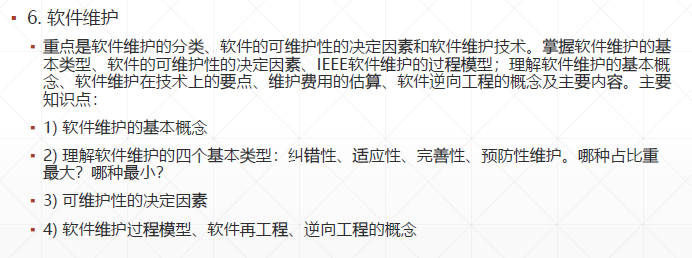 6. 软件维护
重点是软件维护的分类、软件的可维护性的决定因素和软件维护技术。掌握软件维护的基
本类型、软件的可维护性的决定因素、IEEE软件维护的过程模型；理解软件维护的基本概
念、软件维护在技术上的要点、维护费用的估算、软件逆向工程的概念及主要内容。主要
知识点：
1) 软件维护的基本概念
2) 理解软件维护的四个基本类型：纠错性、适应性、完善性、预防性维护。哪种占比重
最大？哪种最小？
3) 可维护性的决定因素
4) 软件维护过程模型、软件再工程、逆向工程的概念